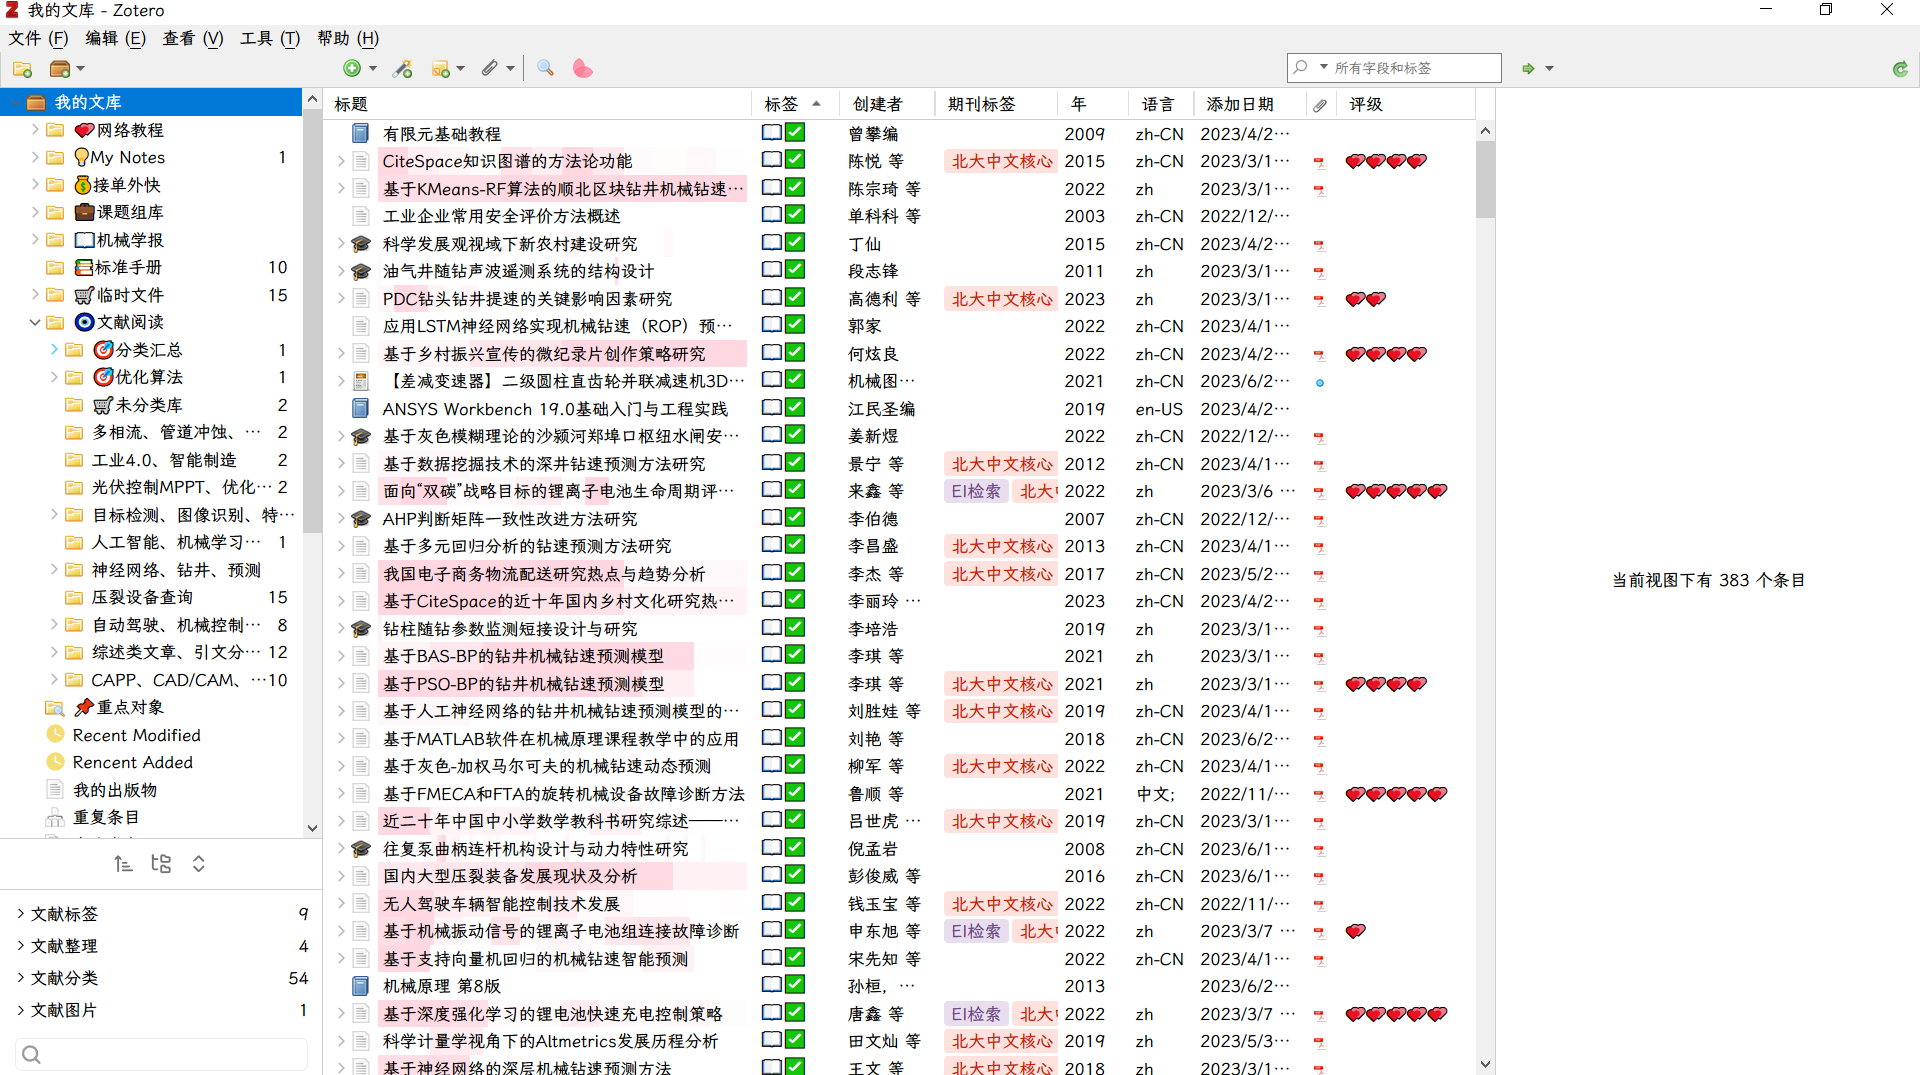 我的文库 - Zotero
文件 (F) 编辑 (E) 查看 (V) 工具 (T) 帮助 (H)
所有字段和标签
我的文库
网络教程
My Notes 1
接单外快
课题组库
机械学报
标准手册 10
临时文件 15
文献阅读
分类汇总 1
优化算法 1
未分类库 2
多相流、管道冲蚀、… 2
工业4.0、智能制造 2
光伏控制MPPT、优化… 2
目标检测、图像识别、特…
人工智能、机械学习… 1
神经网络、钻井、预测
压裂设备查询 15
自动驾驶、机械控制… 8
综述类文章、引文分… 12
CAPP、CAD/CAM、…10
重点对象
Recent Modified
Rencent Added
我的出版物
重复条目
文献标签 9
文献整理 4
文献分类 54
文献图片 1
标题 标签 创建者 期刊标签 年 语言 添加日期 评级
有限元基础教程 曾攀编 2009 zh-CN 2023/4/2…
CiteSpace知识图谱的方法论功能 陈悦 等 北大中文核心 2015 zh-CN 2023/3/1…
基于KMeans-RF算法的顺北区块钻井机械钻速… 陈宗琦 等 2022 zh 2023/3/1…
工业企业常用安全评价方法概述 单科科 等 2003 zh-CN 2022/12/…
科学发展观视域下新农村建设研究 丁仙 2015 zh-CN 2023/4/2…
油气井随钻声波遥测系统的结构设计 段志锋 2011 zh 2023/3/1…
PDC钻头钻井提速的关键影响因素研究 高德利 等 北大中文核心 2023 zh 2023/3/1…
应用LSTM神经网络实现机械钻速（ROP）预… 郭家 2022 zh-CN 2023/4/1…
基于乡村振兴宣传的微纪录片创作策略研究 何炫良 2022 zh-CN 2023/4/2…
【差减变速器】二级圆柱直齿轮并联减速机3D… 机械图… 2021 zh-CN 2023/6/2…
ANSYS Workbench 19.0基础入门与工程实践 江民圣编 2019 en-US 2023/4/2…
基于灰色模糊理论的沙颍河郑埠口枢纽水闸安… 姜新煜 2022 zh-CN 2022/12/…
基于数据挖掘技术的深井钻速预测方法研究 景宁 等 北大中文核心 2012 zh-CN 2023/4/1…
面向“双碳”战略目标的锂离子电池生命周期评… 来鑫 等 EI检索 北大 2022 zh 2023/3/6 …
AHP判断矩阵一致性改进方法研究 李伯德 2007 zh-CN 2022/12/…
基于多元回归分析的钻速预测方法研究 李昌盛 北大中文核心 2013 zh-CN 2023/4/1…
我国电子商务物流配送研究热点与趋势分析 李杰 等 北大中文核心 2017 zh-CN 2023/5/2…
基于CiteSpace的近十年国内乡村文化研究热… 李丽玲 … 2023 zh-CN 2023/4/2…
钻柱随钻参数监测短接设计与研究 李培浩 2019 zh 2023/3/1…
基于BAS-BP的钻井机械钻速预测模型 李琪 等 2021 zh 2023/3/1…
基于PSO-BP的钻井机械钻速预测模型 李琪 等 北大中文核心 2021 zh 2023/3/1…
基于人工神经网络的钻井机械钻速预测模型的… 刘胜娃 等 北大中文核心 2019 zh-CN 2023/4/1…
基于MATLAB软件在机械原理课程教学中的应用 刘艳 等 2018 zh-CN 2023/6/2…
基于灰色-加权马尔可夫的机械钻速动态预测 柳军 等 北大中文核心 2022 zh-CN 2023/4/1…
基于FMECA和FTA的旋转机械设备故障诊断方法 鲁顺 等 2021 中文; 2022/11/…
近二十年中国中小学数学教科书研究综述——… 吕世虎 … 北大中文核心 2019 zh-CN 2023/3/1…
往复泵曲柄连杆机构设计与动力特性研究 倪孟岩 2008 zh-CN 2023/6/1…
国内大型压裂装备发展现状及分析 彭俊威 等 2016 zh-CN 2023/6/1…
无人驾驶车辆智能控制技术发展 钱玉宝 等 北大中文核心 2022 zh-CN 2022/11/…
基于机械振动信号的锂离子电池组连接故障诊断 申东旭 等 EI检索 北大 2022 zh 2023/3/7 …
基于支持向量机回归的机械钻速智能预测 宋先知 等 2022 zh-CN 2023/4/1…
机械原理 第8版 孙桓, … 2013 2023/6/2…
基于深度强化学习的锂电池快速充电控制策略 唐鑫 等 EI检索 北大 2022 zh 2023/3/7 …
科学计量学视角下的Altmetrics发展历程分析 田文灿 等 北大中文核心 2019 zh 2023/5/3…
基于神经网络的深层机械钻速预测方法 王文 等 北大中文核心 2018 zh 2023/3/1…
当前视图下有 383 个条目